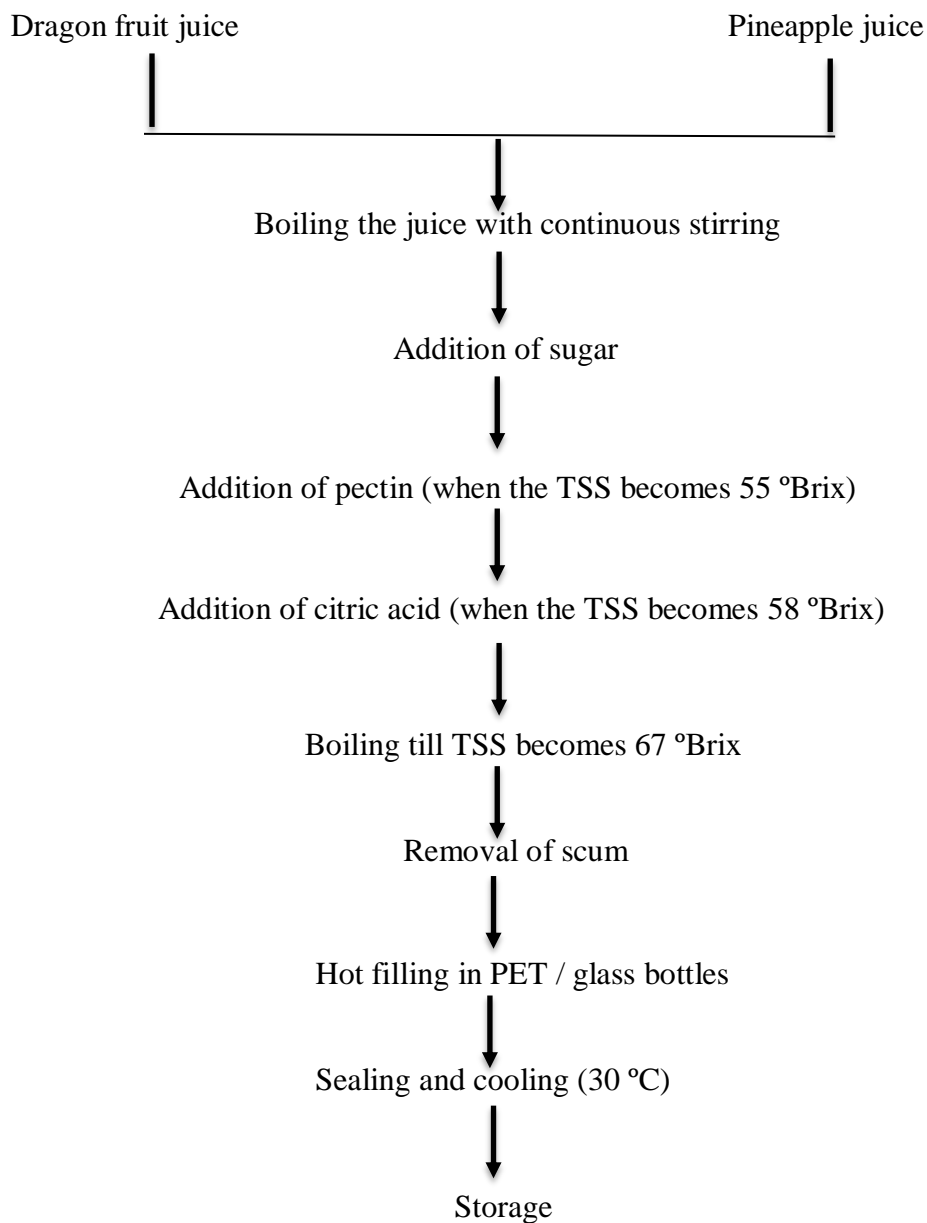 Dragon fruit juice
Pineapple juice
Boiling the juice with continuous stirring
Addition of sugar
Addition of pectin (when the TSS becomes 55 ºBrix)
Addition of citric acid (when the TSS becomes 58 ºBrix)
Boiling till TSS becomes 67 ºBrix
Removal of scum
Hot filling in PET / glass bottles
Sealing and cooling (30 ºC)
Storage